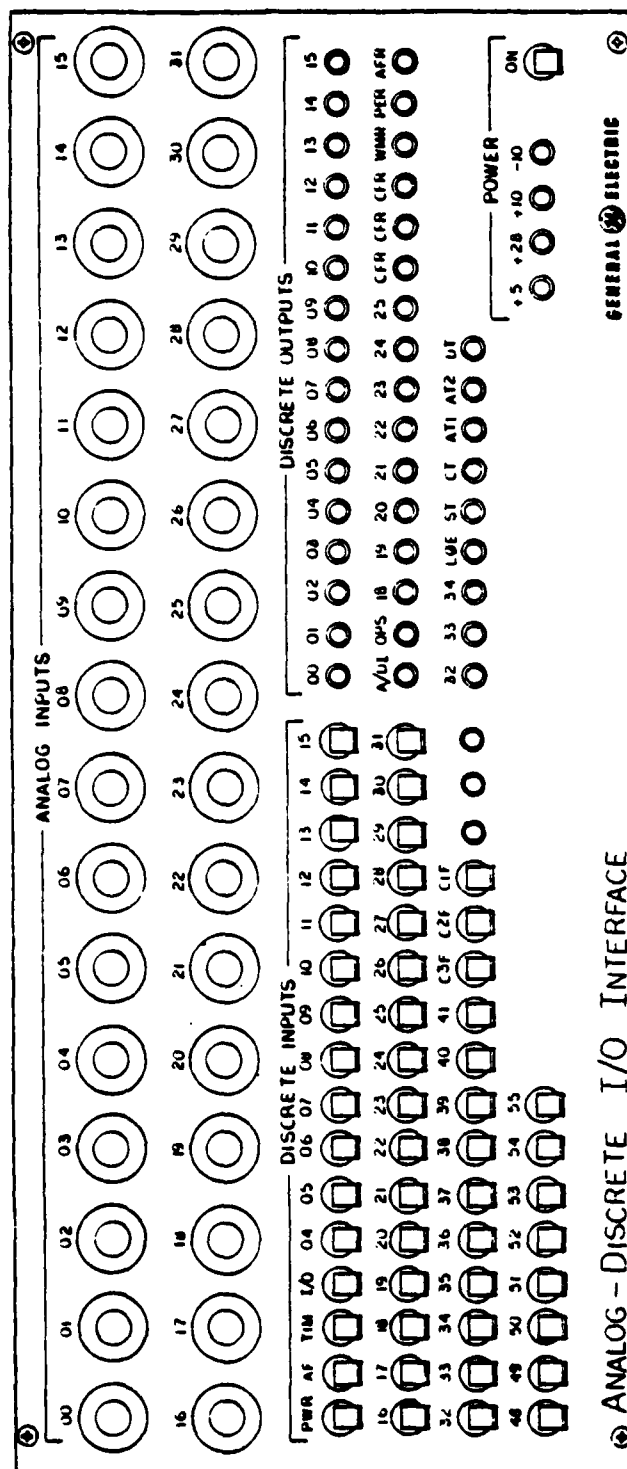 ANALOG INPUTS
00 01 02 03 04 05 06 07 08 09 10 11 12 13 14 15
16 17 18 19 20 21 22 23 24 25 26 27 28 29 30 31
DISCRETE INPUTS
PWR AF TIM I/O 04 05 06 07 08 09 10 11 12 13 14 15
16 17 18 19 20 21 22 23 24 25 26 27 28 29 30 31
32 33 34 35 36 37 38 39 40 41 C3F C2F C1F
48 49 50 51 52 53 54 55
DISCRETE OUTPUTS
00 01 02 03 04 05 06 07 08 09 10 11 12 13 14 15
A/D1 OPS 18 19 20 21 22 23 24 25 CFR CFR CFR WMR PER AFR
32 33 34 LOE ST CT AT1 AT2 DT
POWER
+5 +28 +10 -10 ON
ANALOG-DISCRETE I/O INTERFACE
GENERAL GE ELECTRIC